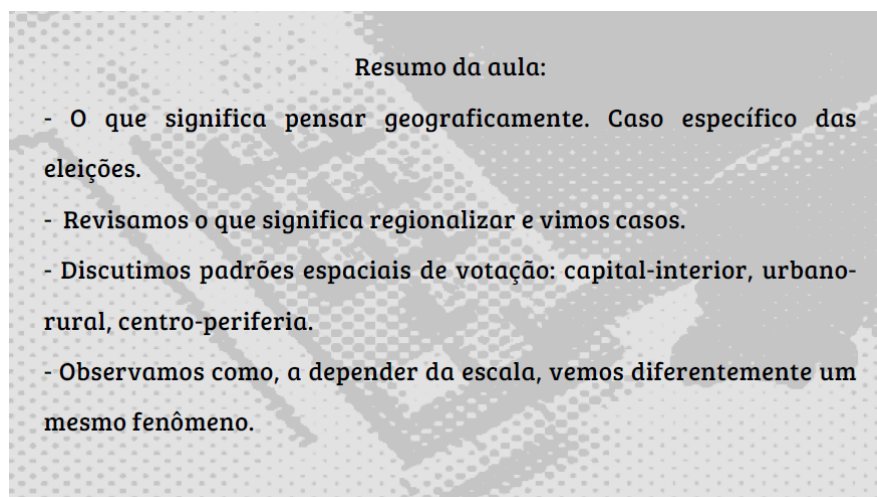 Resumo da aula:
- O que significa pensar geograficamente. Caso específico das
eleições.
- Revisamos o que significa regionalizar e vimos casos.
- Discutimos padrões espaciais de votação: capital-interior, urbano-
rural, centro-periferia.
- Observamos como, a depender da escala, vemos diferentemente um
mesmo fenômeno.